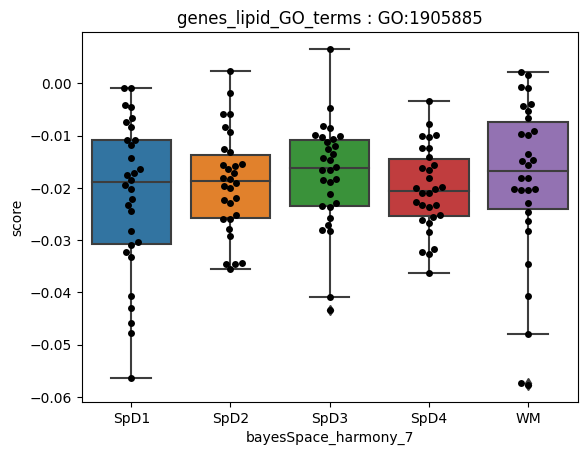 genes_lipid_GO_terms : GO:1905885
0.00
−0.01
−0.02
−0.03
−0.04
−0.05
−0.06
score
SpD1 SpD2 SpD3 SpD4 WM
bayesSpace_harmony_7